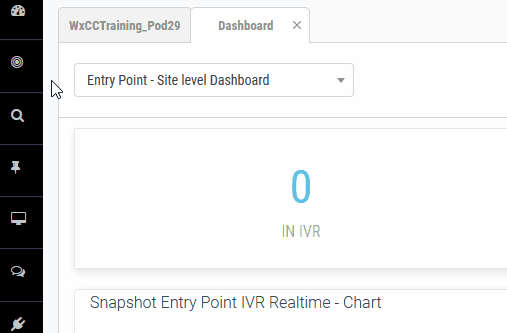 WxCCTraining_Pod29
Dashboard
Entry Point - Site level Dashboard
0
IN IVR
Snapshot Entry Point IVR Realtime - Chart